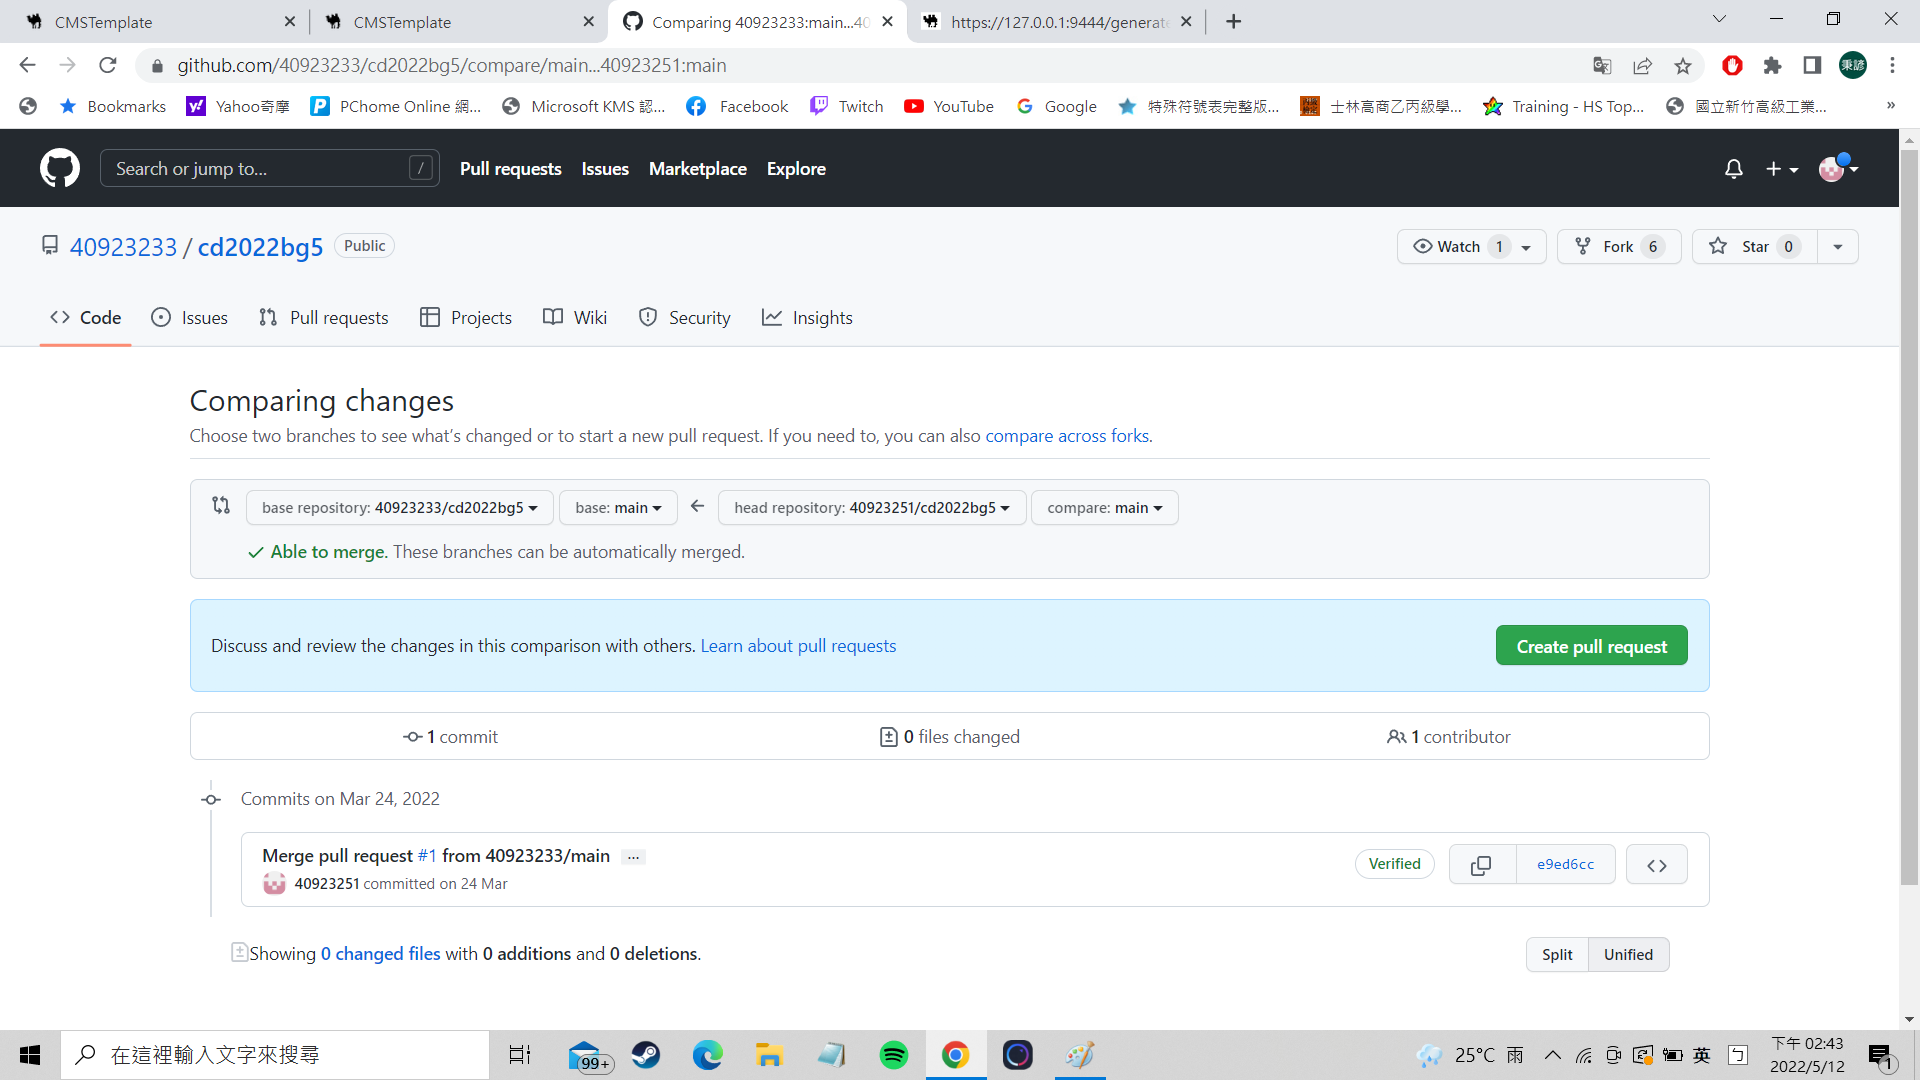 CMSTemplate
CMSTemplate
Comparing 40923233:main...40
https://127.0.0.1:9444/generate
github.com/40923233/cd2022bg5/compare/main...40923251:main
秉諺
Bookmarks
Yahoo奇摩
PChome Online 網...
Microsoft KMS 認...
Facebook
Twitch
YouTube
Google
特殊符號表完整版...
士林高商乙丙級學...
Training - HS Top...
國立新竹高級工業...
»
Search or jump to...
/
Pull requests
Issues
Marketplace
Explore
40923233 / cd2022bg5
Public
Watch 1
Fork 6
Star 0
Code
Issues
Pull requests
Projects
Wiki
Security
Insights
Comparing changes
Choose two branches to see what's changed or to start a new pull request. If you need to, you can also compare across forks.
base repository: 40923233/cd2022bg5
base: main
head repository: 40923251/cd2022bg5
compare: main
Able to merge. These branches can be automatically merged.
Discuss and review the changes in this comparison with others. Learn about pull requests
Create pull request
1 commit
0 files changed
1 contributor
Commits on Mar 24, 2022
Merge pull request #1 from 40923233/main ...
Verified
e9ed6cc
40923251 committed on 24 Mar
Showing 0 changed files with 0 additions and 0 deletions.
Split
Unified
在這裡輸入文字來搜尋
99+
25°C 雨
英
ㄅ
下午 02:43
2022/5/12
1